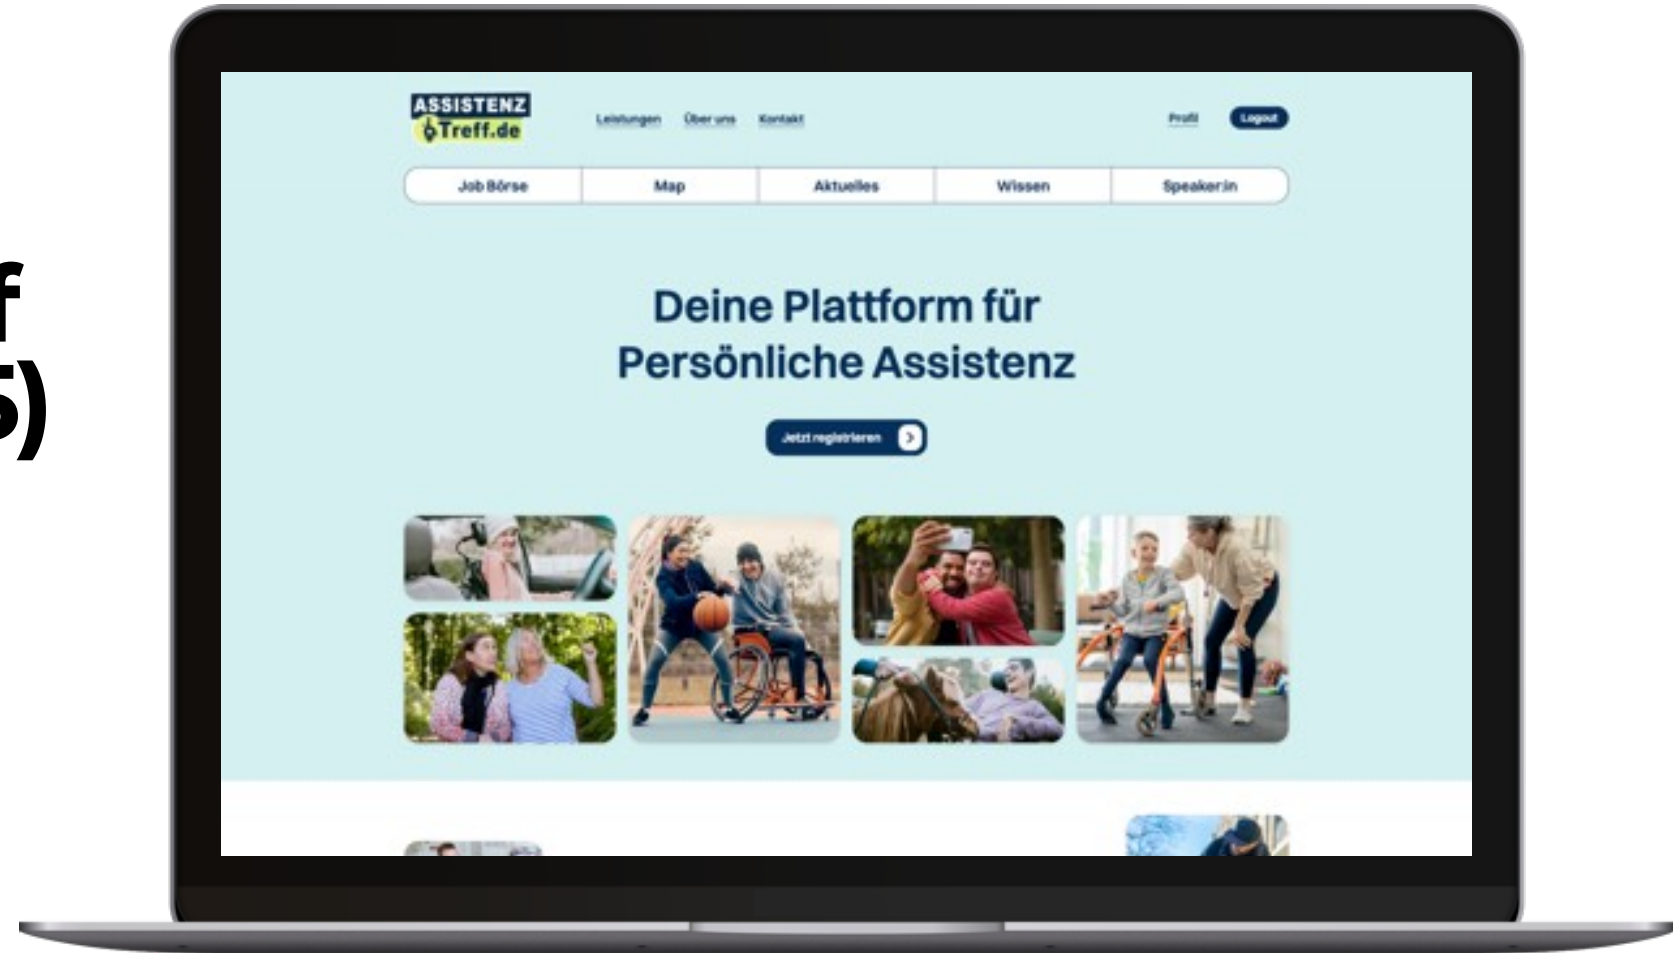 f
5)
ASSISTENZ
Treff.de
Leistungen Über uns Kontakt
Profil Logout
Job Börse Map Aktuelles Wissen Speaker:in
Deine Plattform für
Persönliche Assistenz
Jetzt registrieren